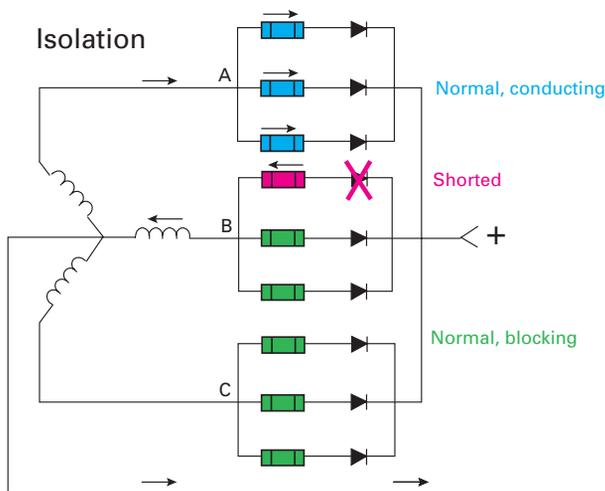 Isolation
A
Normal, conducting
Shorted
B
+
Normal, blocking
C